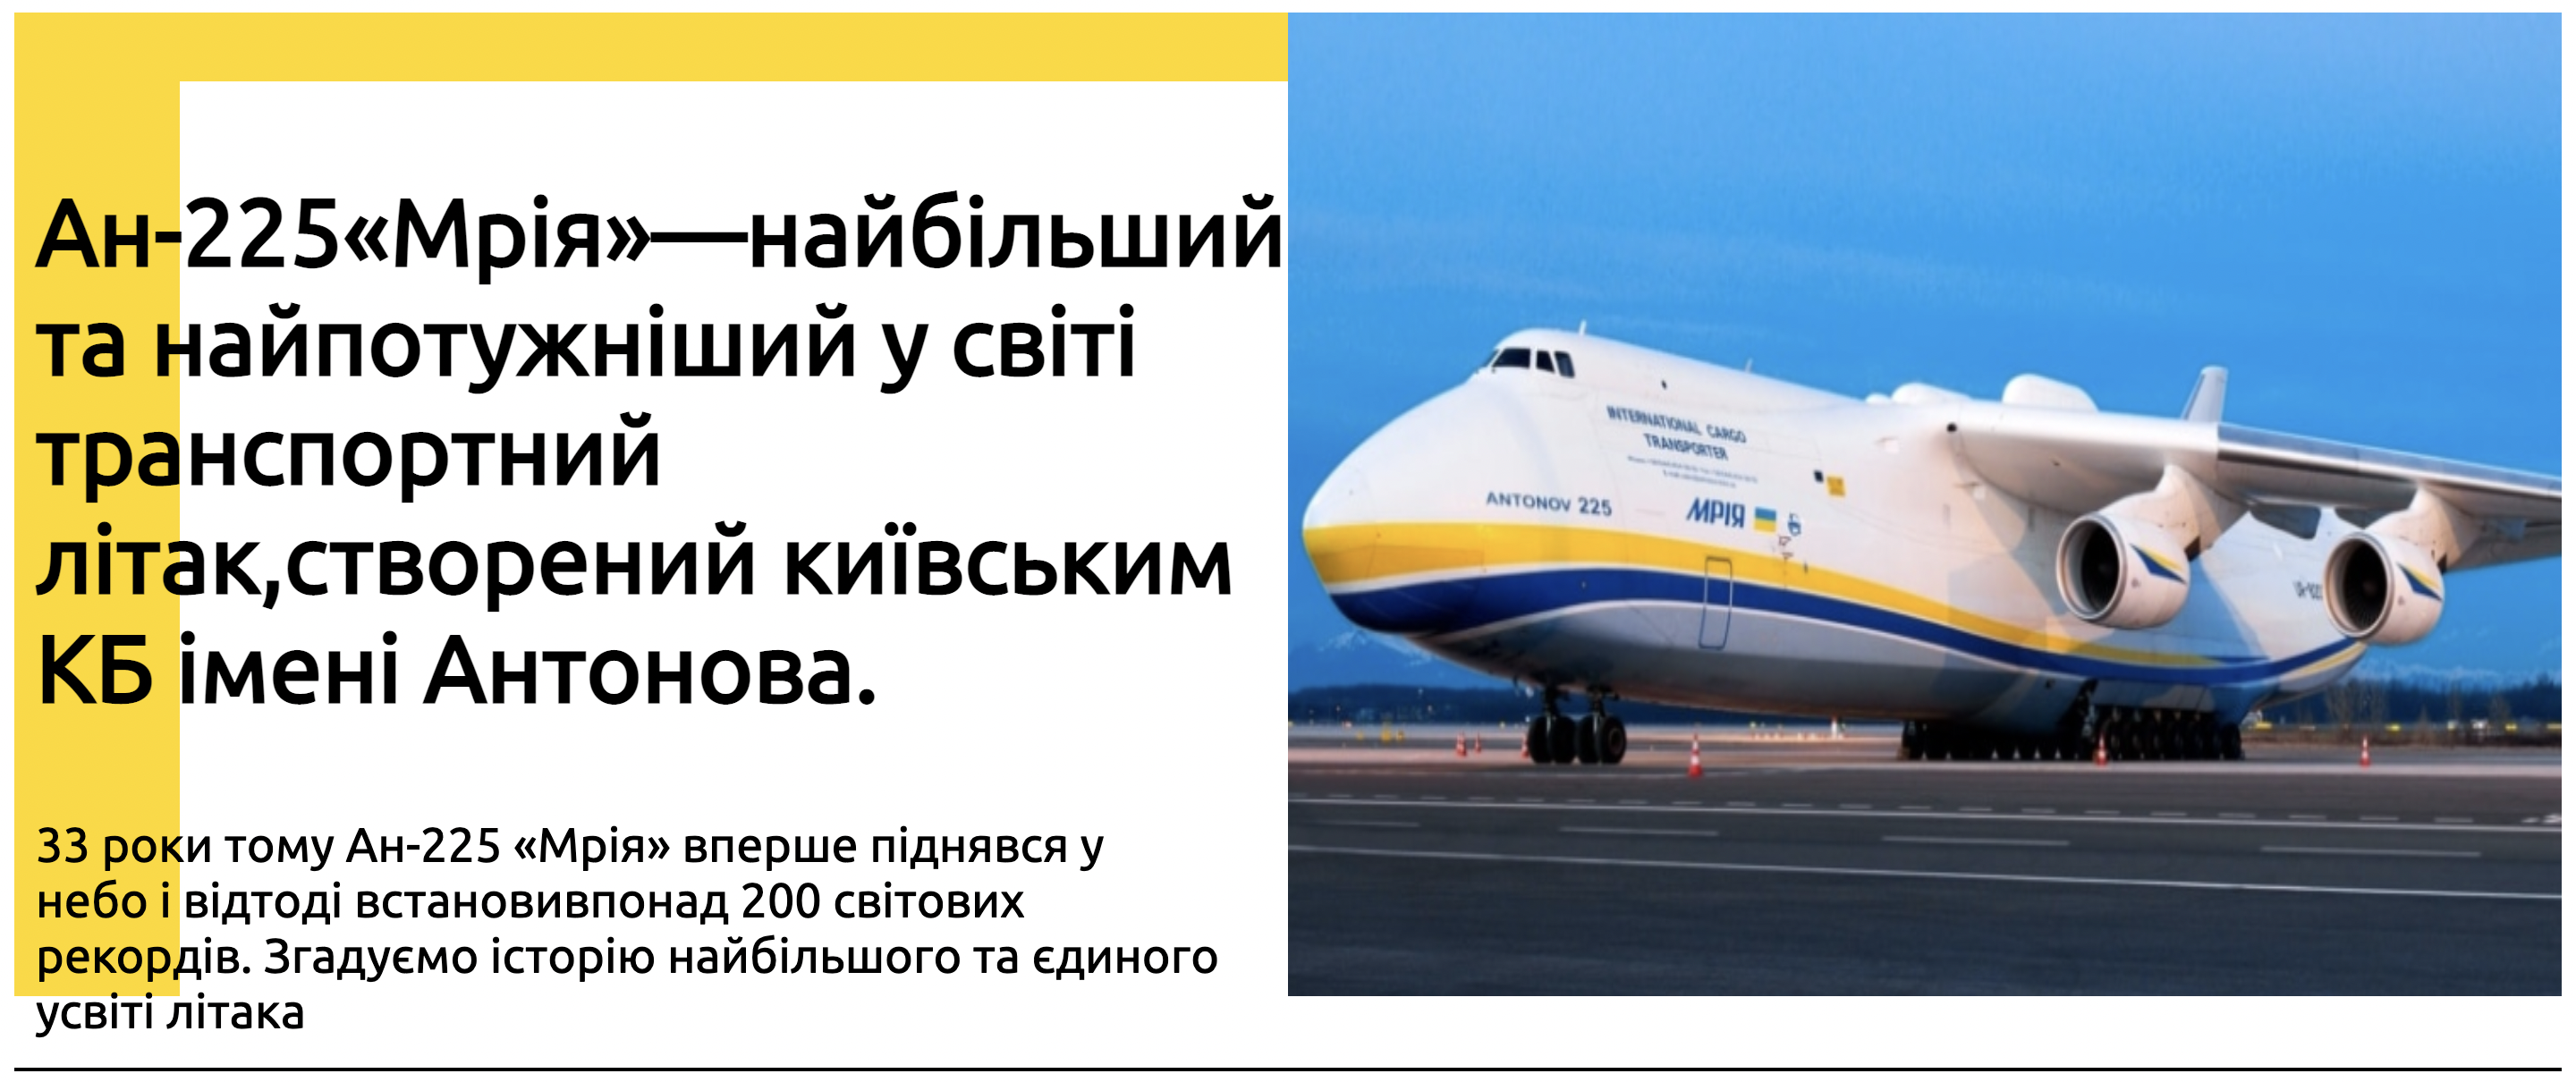 Ан-225«Мрія»—найбільший
та найпотужніший у світі
транспортний
літак,створений київським
КБ імені Антонова.
33 роки тому Ан-225 «Мрія» вперше піднявся у
небо і відтоді встановивпонад 200 світових
рекордів. Згадуємо історію найбільшого та єдиного
усвіті літака
INTERNATIONAL CARGO
TRANSPORTER
ANTONOV 225
МРІЯ